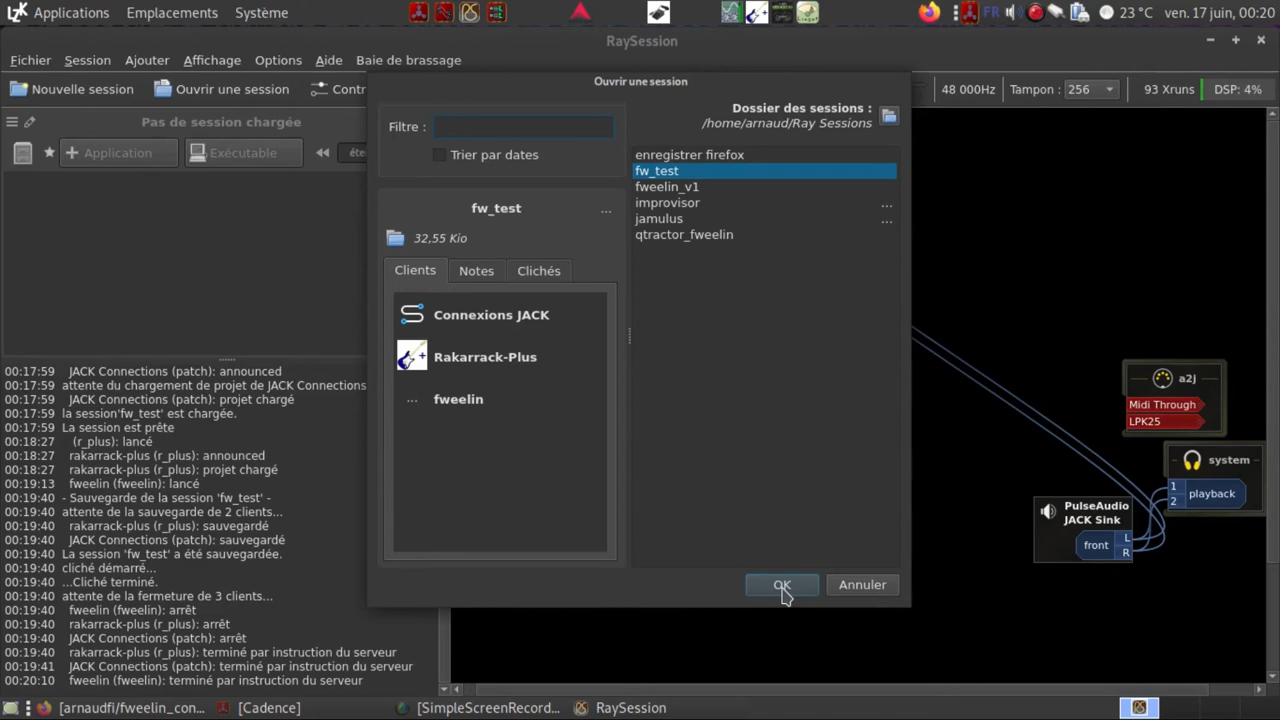 Applications Emplacements Système FR 23 °C ven. 17 juin, 00:20
RaySession
Fichier Session Ajouter Affichage Options Aide Baie de brassage
Nouvelle session Ouvrir une session Contr 48 000Hz Tampon : 256 93 Xruns DSP: 4%
Pas de session chargée
Application Exécutable éte
Ouvrir une session
Filtre :
Trier par dates
Dossier des sessions :
/home/arnaud/Ray Sessions
fw_test ...
32,55 Kio
Clients Notes Clichés
Connexions JACK
Rakarrack-Plus
... fweelin
enregistrer firefox
fw_test
fweelin_v1
improvisor ...
jamulus ...
qtractor_fweelin
OK Annuler
00:17:59 JACK Connections (patch): announced
00:17:59 attente du chargement de projet de JACK Connections
00:17:59 JACK Connections (patch): projet chargé
00:17:59 la session'fw_test' est chargée.
00:17:59 La session est prête
00:18:27 (r_plus): lancé
00:18:27 rakarrack-plus (r_plus): announced
00:18:27 rakarrack-plus (r_plus): projet chargé
00:19:13 fweelin (fweelin): lancé
00:19:40 - Sauvegarde de la session 'fw_test' -
00:19:40 attente de la sauvegarde de 2 clients...
00:19:40 rakarrack-plus (r_plus): sauvegardé
00:19:40 JACK Connections (patch): sauvegardé
00:19:40 La session 'fw_test' a été sauvegardée.
00:19:40 cliché démarré...
00:19:40 ...Cliché terminé.
00:19:40 attente de la fermeture de 3 clients...
00:19:40 fweelin (fweelin): arrêt
00:19:40 rakarrack-plus (r_plus): arrêt
00:19:40 JACK Connections (patch): arrêt
00:19:40 rakarrack-plus (r_plus): terminé par instruction du serveur
00:19:41 JACK Connections (patch): terminé par instruction du serveur
00:20:10 fweelin (fweelin): terminé par instruction du serveur
a2j
Midi Through
LPK25
system
1
2
playback
PulseAudio
JACK Sink
front L
R
[arnaudfi/fweelin_con... [Cadence] [SimpleScreenRecord... RaySession